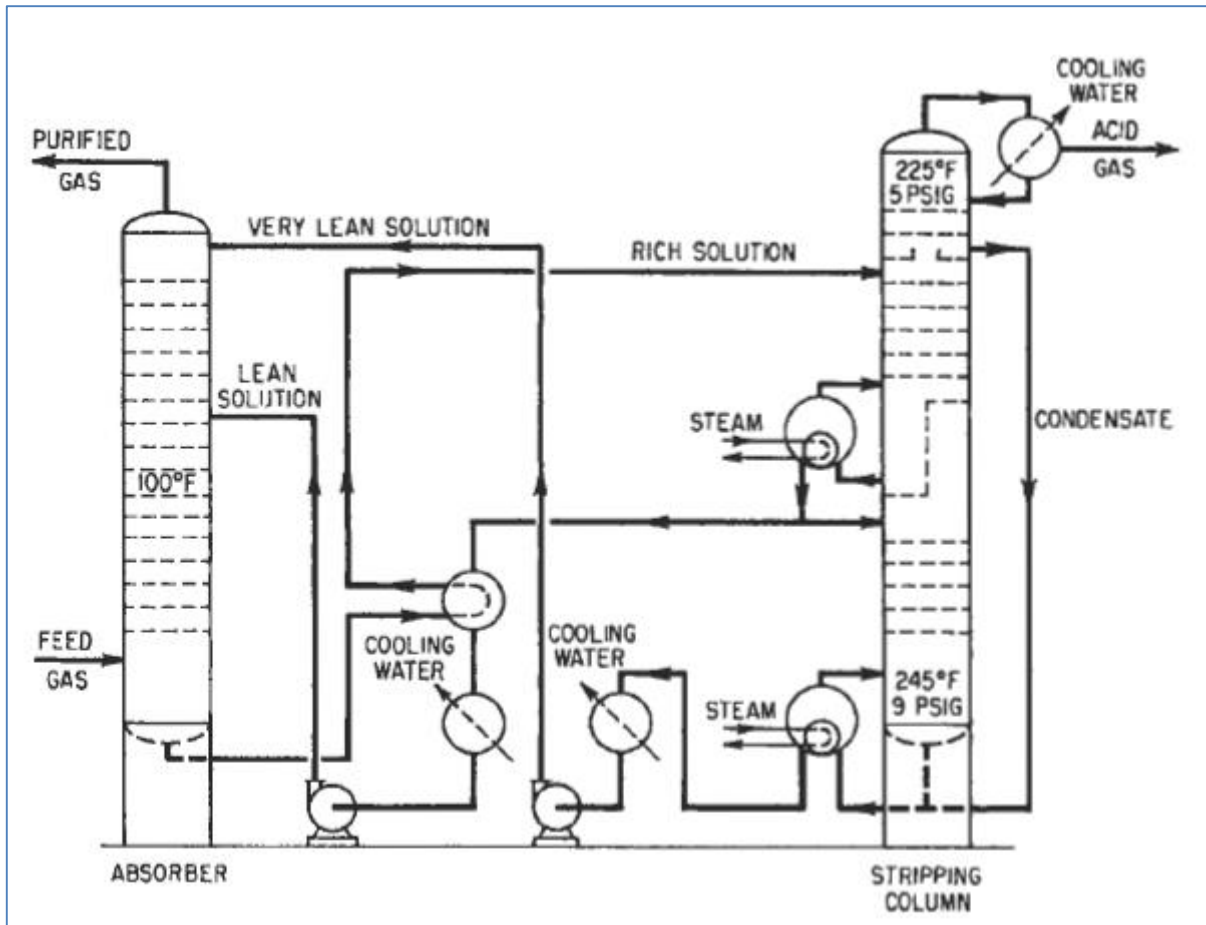 COOLING
WATER
ACID
GAS
PURIFIED
GAS
225°F
5 PSIG
VERY LEAN SOLUTION
RICH SOLUTION
LEAN
SOLUTION
STEAM
CONDENSATE
100°F
FEED
GAS
COOLING
WATER
COOLING
WATER
STEAM
245°F
9 PSIG
ABSORBER
STRIPPING
COLUMN